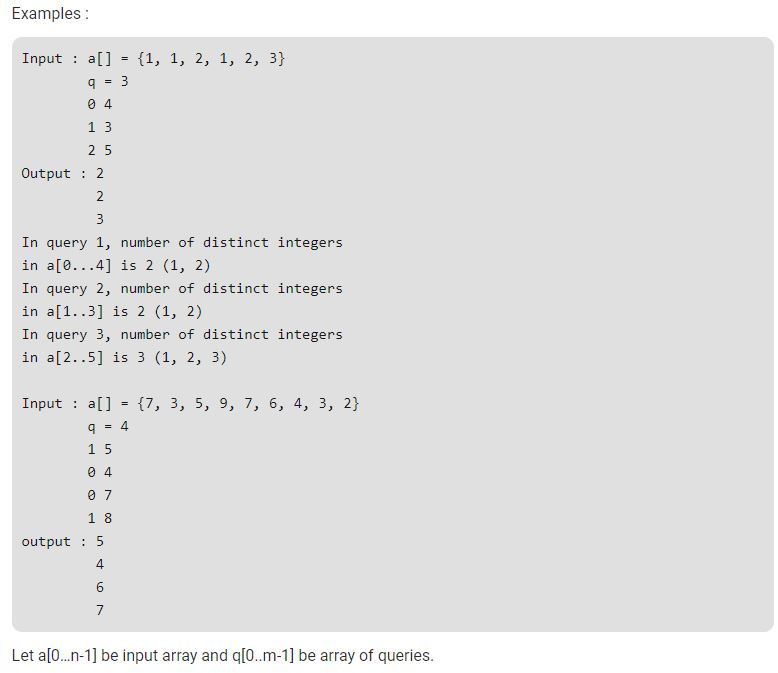 Examples :
Input : a[] = {1, 1, 2, 1, 2, 3}
q = 3
0 4
1 3
2 5
Output : 2
2
3
In query 1, number of distinct integers
in a[0...4] is 2 (1, 2)
In query 2, number of distinct integers
in a[1..3] is 2 (1, 2)
In query 3, number of distinct integers
in a[2..5] is 3 (1, 2, 3)
Input : a[] = {7, 3, 5, 9, 7, 6, 4, 3, 2}
q = 4
1 5
0 4
0 7
1 8
output : 5
4
6
7
Let a[0...n-1] be input array and q[0..m-1] be array of queries.